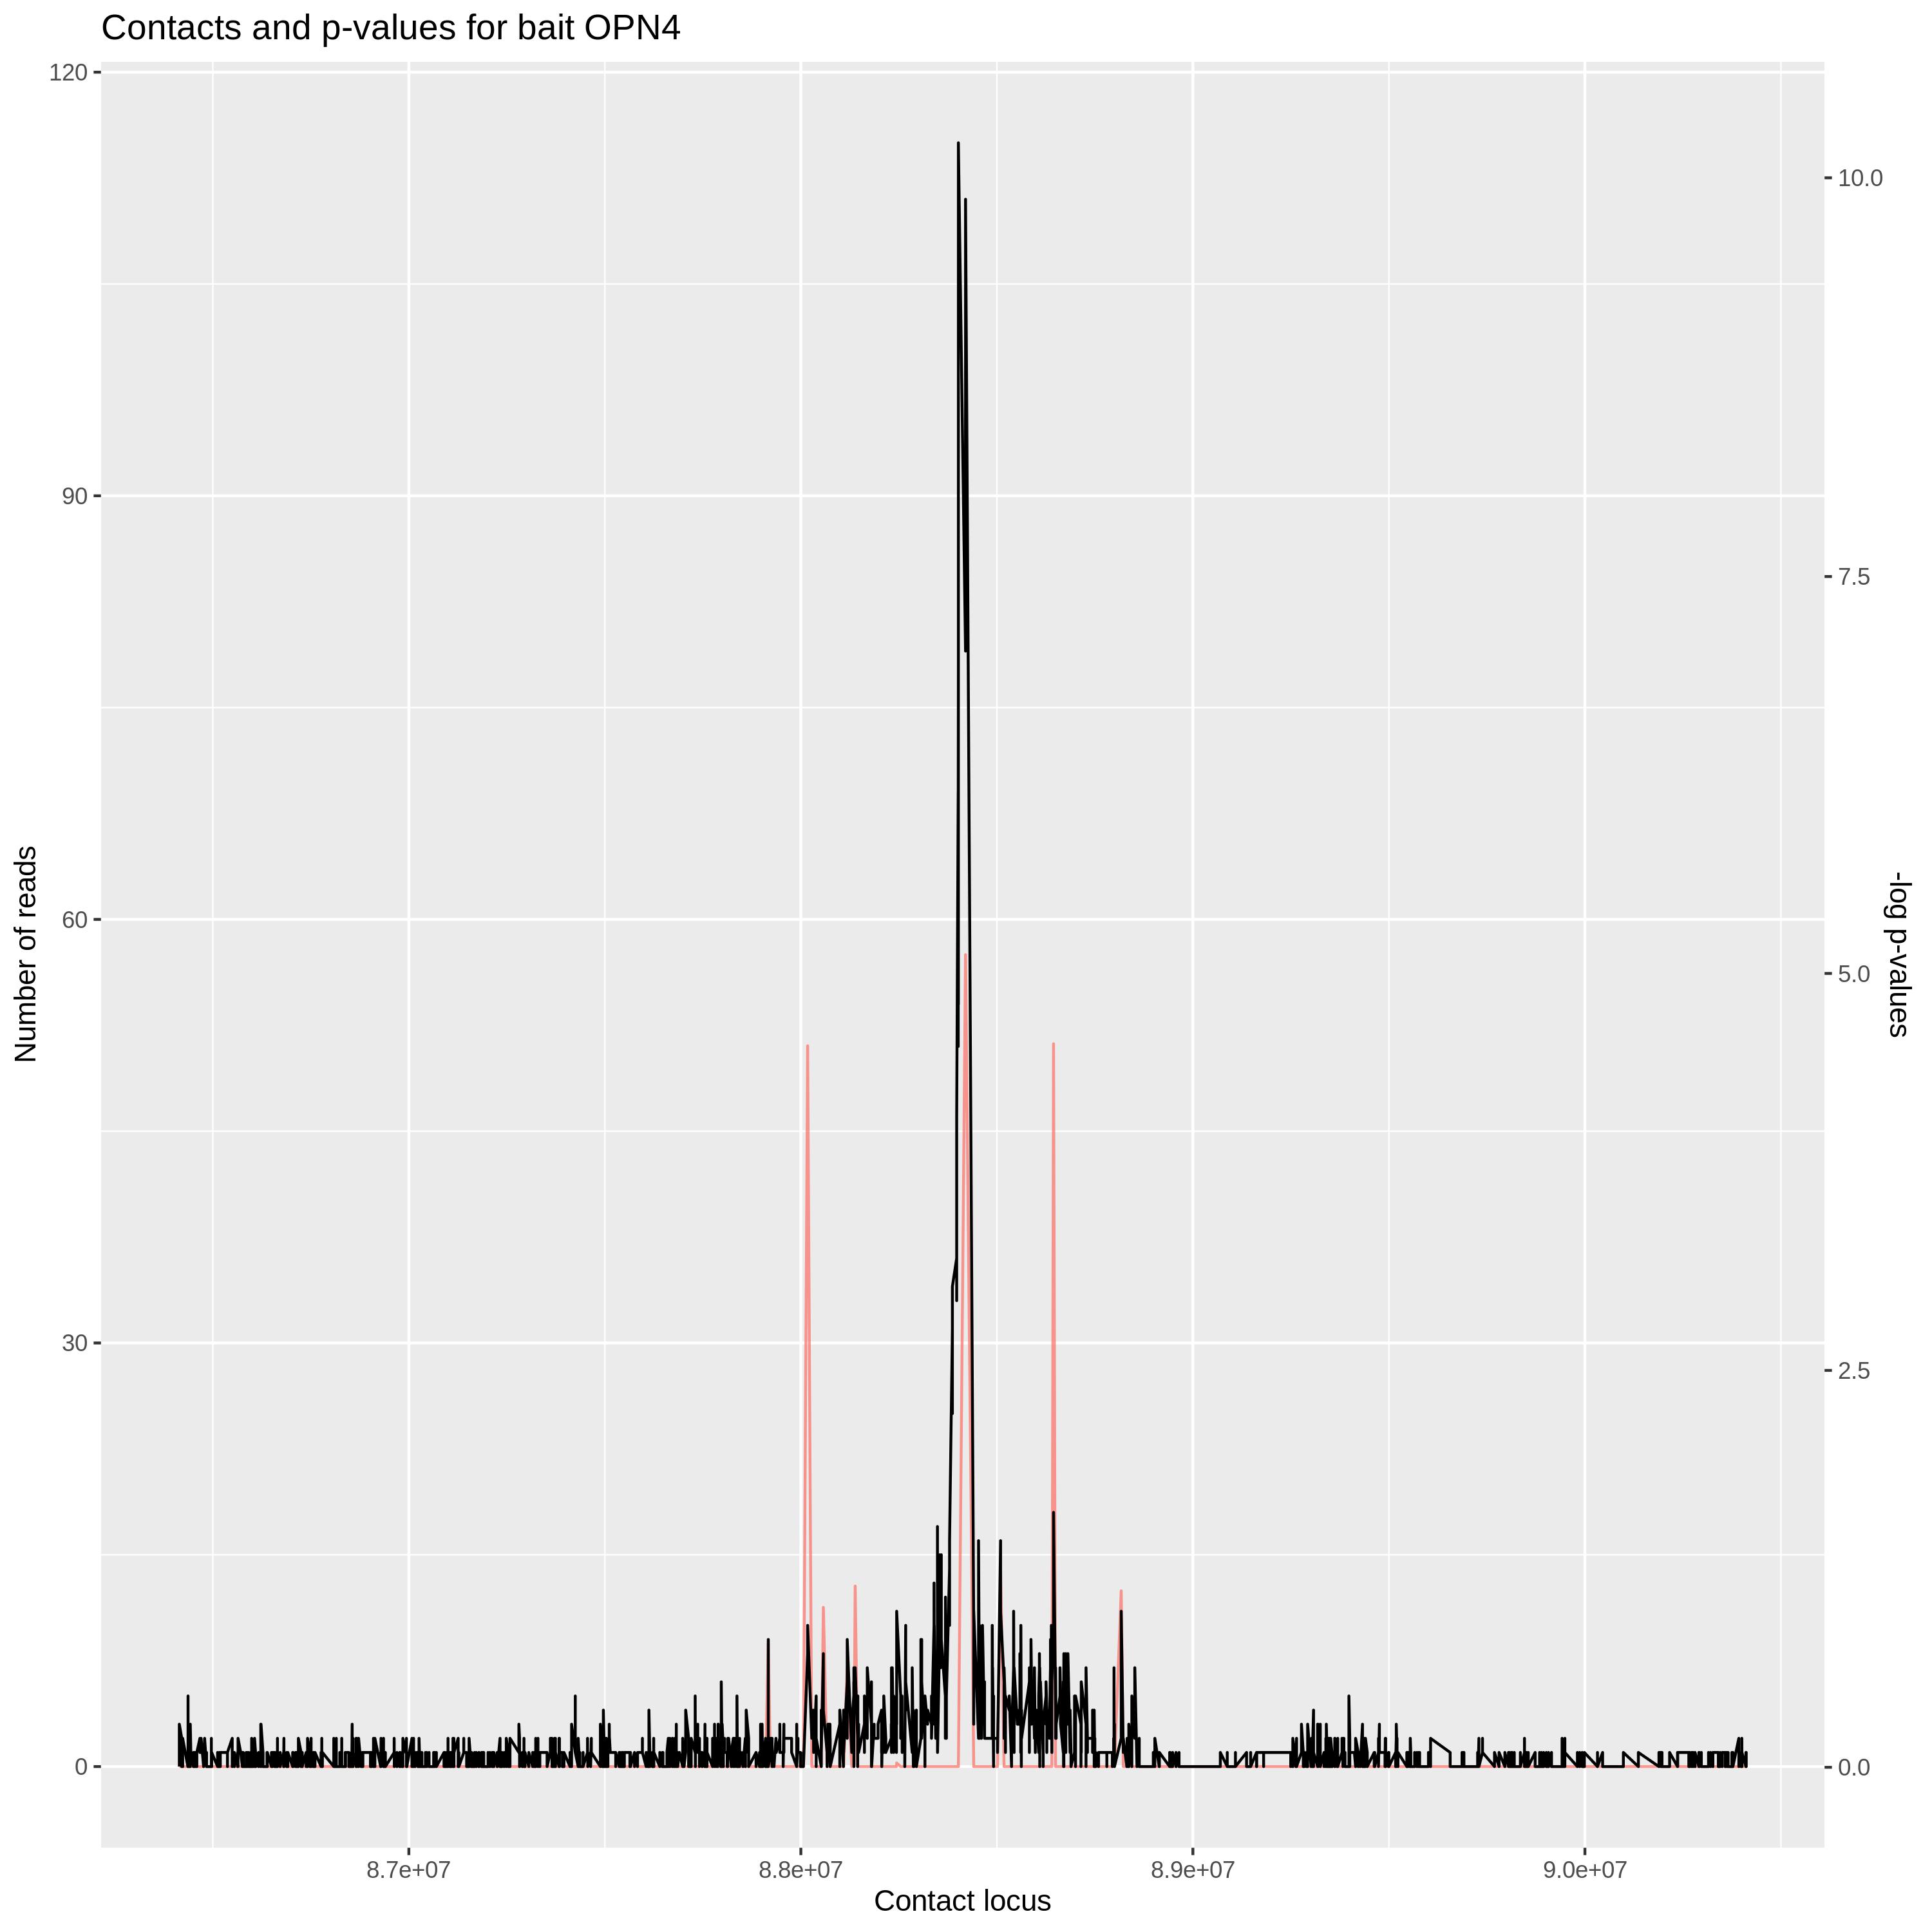 Contacts and p-values for bait OPN4
120
90
60
30
0
Number of reads
10.0
7.5
5.0
2.5
0.0
-log p-values
8.7e+07
8.8e+07
8.9e+07
9.0e+07
Contact locus